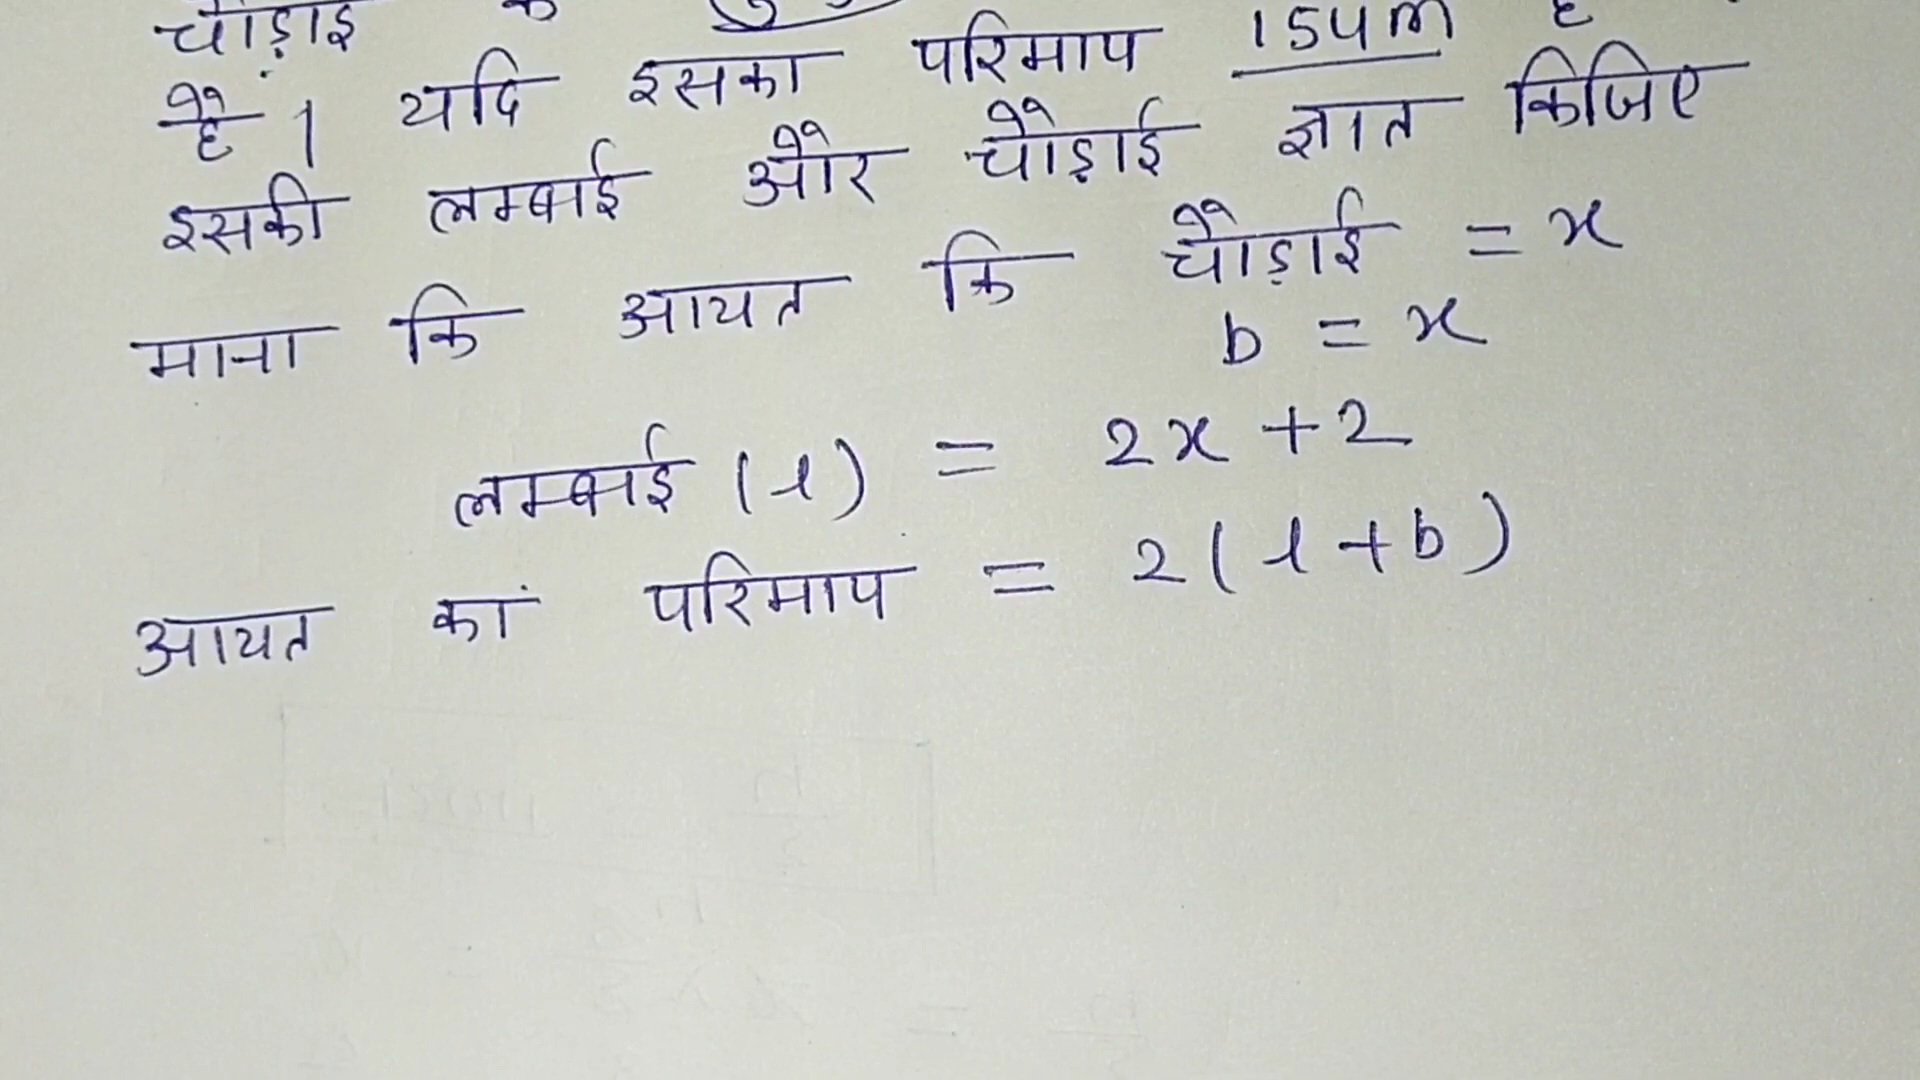 चौड़ाई के
है। यदि इसका परिमाप 154m है
इसकी लम्बाई और चौड़ाई ज्ञात किजिए
माना कि आयत कि चौड़ाई = x
b = x
लम्बाई (l) = 2x + 2
आयत का परिमाप = 2(l + b)